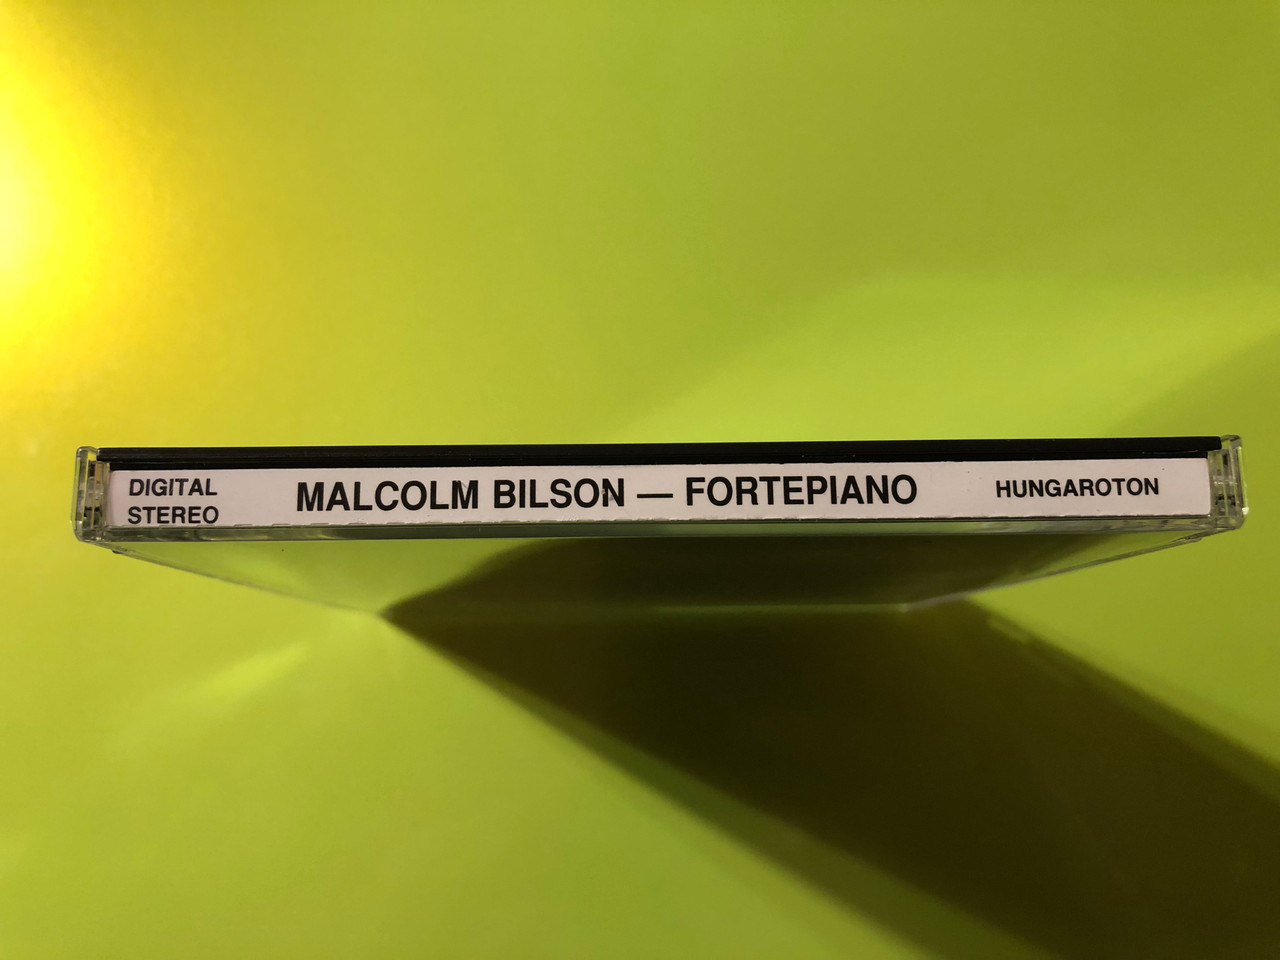 DIGITAL
STEREO
MALCOLM BILSON — FORTEPIANO
HUNGAROTON